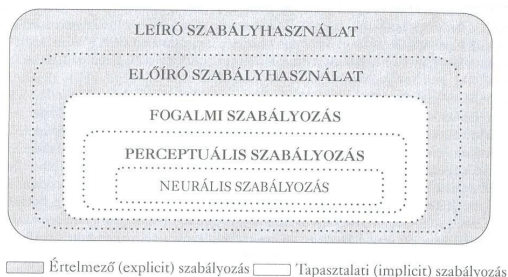 LEÍRÓ SZABÁLYHASZNÁLAT
ELŐÍRÓ SZABÁLYHASZNÁLAT
FOGALMI SZABÁLYOZÁS
PERCEPTUÁLIS SZABÁLYOZÁS
NEURÁLIS SZABÁLYOZÁS
Értelmező (explicit) szabályozás Tapasztalati (implicit) szabályozás